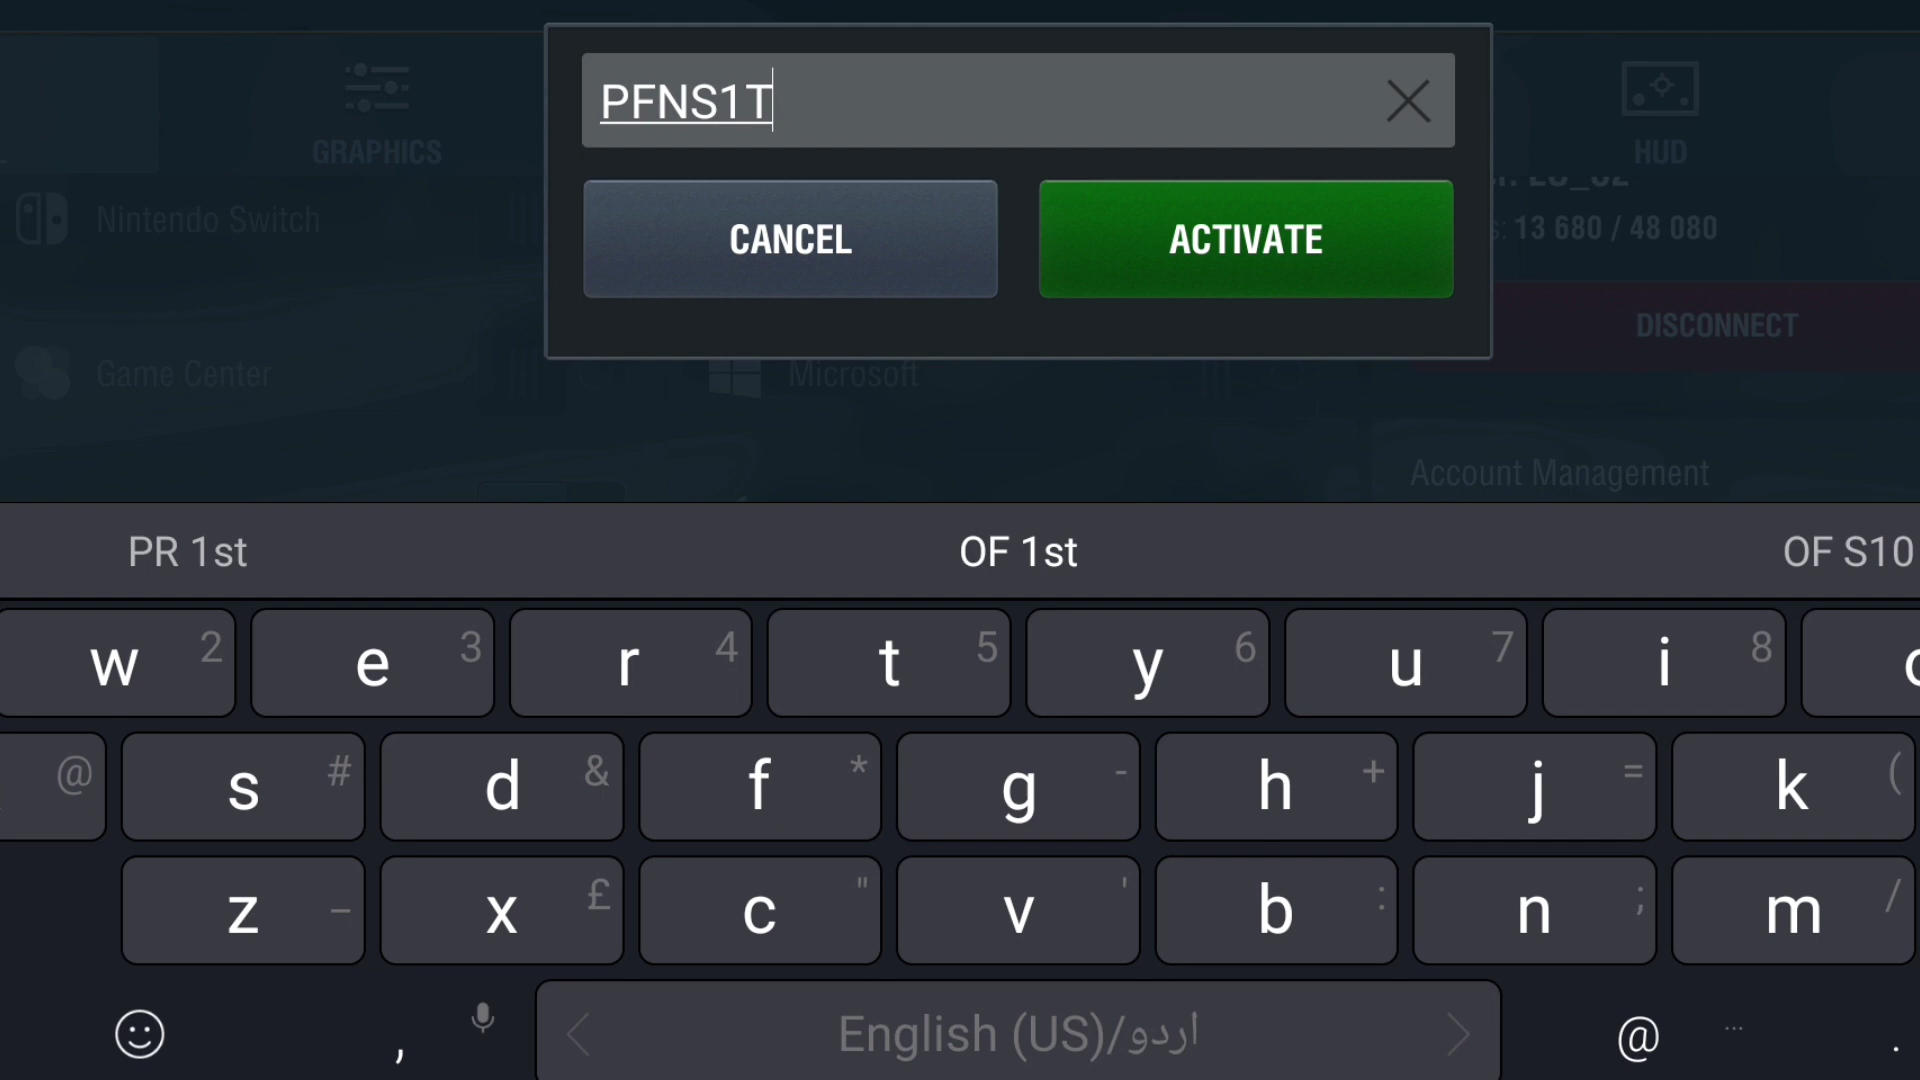 PFNS1T
CANCEL
ACTIVATE
GRAPHICS
HUD
Nintendo Switch
13 680 / 48 080
DISCONNECT
Game Center
Microsoft
Account Management
PR 1st
OF 1st
OF S10
w 2 e 3 r 4 t 5 y 6 u 7 i 8
@ s # d & f * g - h + j = k (
z _ x £ c " v ' b : n ; m /
, English (US)/اردو @ ... .